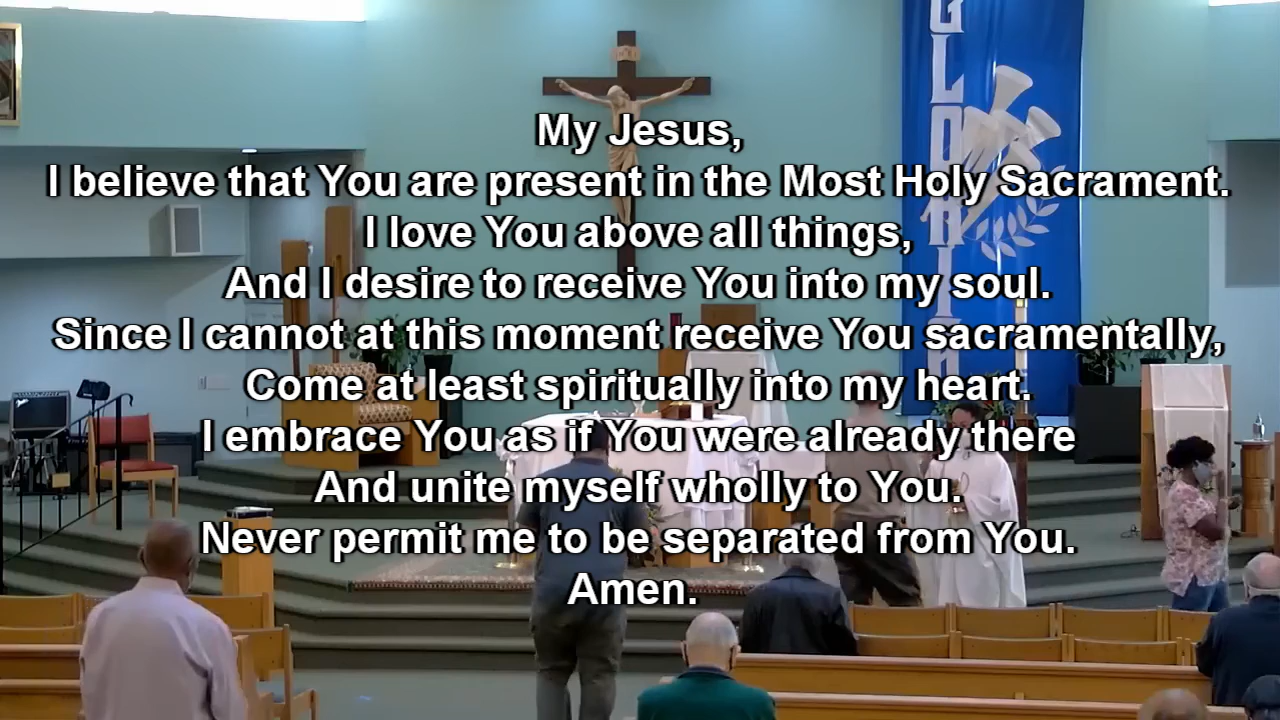 My Jesus,
I believe that You are present in the Most Holy Sacrament.
I love You above all things,
And I desire to receive You into my soul.
Since I cannot at this moment receive You sacramentally,
Come at least spiritually into my heart.
I embrace You as if You were already there
And unite myself wholly to You.
Never permit me to be separated from You.
Amen.
GLORIA
INRI